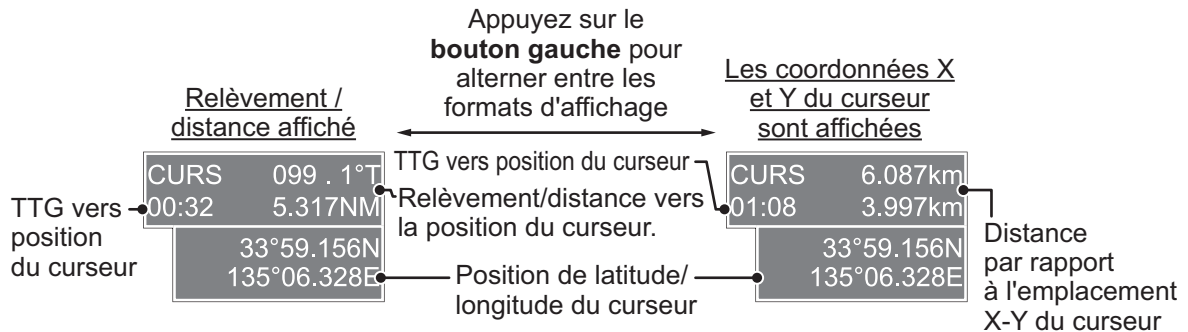 Appuyez sur le
bouton gauche pour
alterner entre les
formats d'affichage
Relèvement /
distance affiché
Les coordonnées X
et Y du curseur
sont affichées
CURS 099 . 1°T
00:32 5.317NM
33°59.156N
135°06.328E
TTG vers
position
du curseur
TTG vers position du curseur
Relèvement/distance vers
la position du curseur.
Position de latitude/
longitude du curseur
CURS 6.087km
01:08 3.997km
33°59.156N
135°06.328E
Distance
par rapport
à l'emplacement
X-Y du curseur